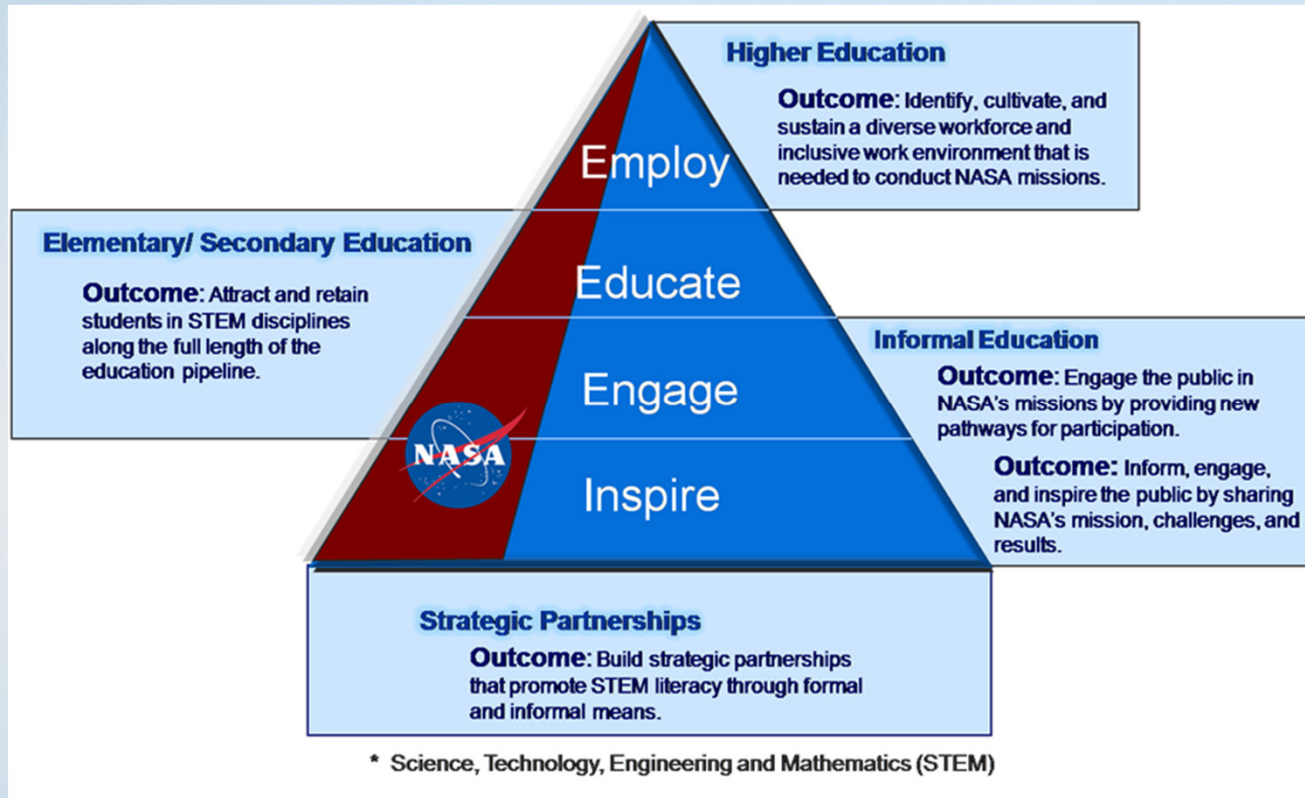 Higher Education
Outcome: Identify, cultivate, and
sustain a diverse workforce and
inclusive work environment that is
needed to conduct NASA missions.
Employ
Elementary/ Secondary Education
Outcome: Attract and retain
students in STEM disciplines
along the full length of the
education pipeline.
Educate
Informal Education
Outcome: Engage the public in
NASA's missions by providing new
pathways for participation.
Outcome: Inform, engage,
and inspire the public by sharing
NASA's mission, challenges, and
results.
Engage
NASA
Inspire
Strategic Partnerships
Outcome: Build strategic partnerships
that promote STEM literacy through formal
and informal means.
* Science, Technology, Engineering and Mathematics (STEM)